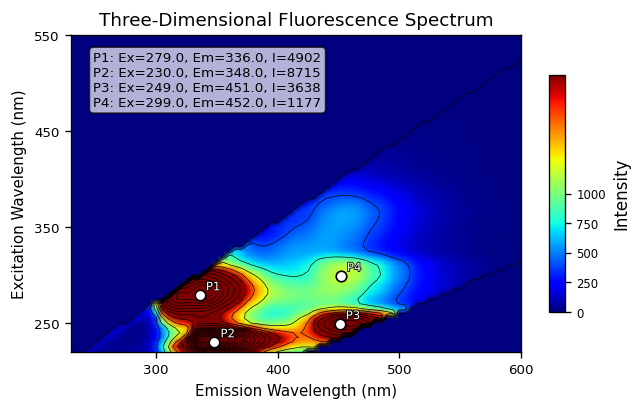 Three-Dimensional Fluorescence Spectrum
P1: Ex=279.0, Em=336.0, I=4902
P2: Ex=230.0, Em=348.0, I=8715
P3: Ex=249.0, Em=451.0, I=3638
P4: Ex=299.0, Em=452.0, I=1177
Excitation Wavelength (nm)
550
450
350
250
P4
P1
P3
P2
300
400
500
600
Emission Wavelength (nm)
1000
750
500
250
0
Intensity